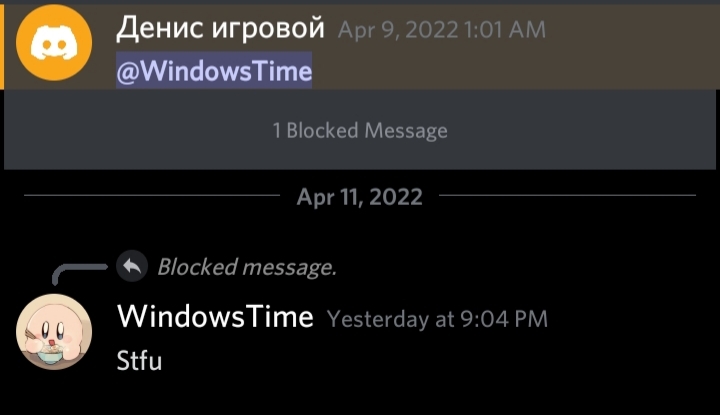 Денис игровой Apr 9, 2022 1:01 AM
@WindowsTime
1 Blocked Message
Apr 11, 2022
Blocked message.
WindowsTime Yesterday at 9:04 PM
Stfu